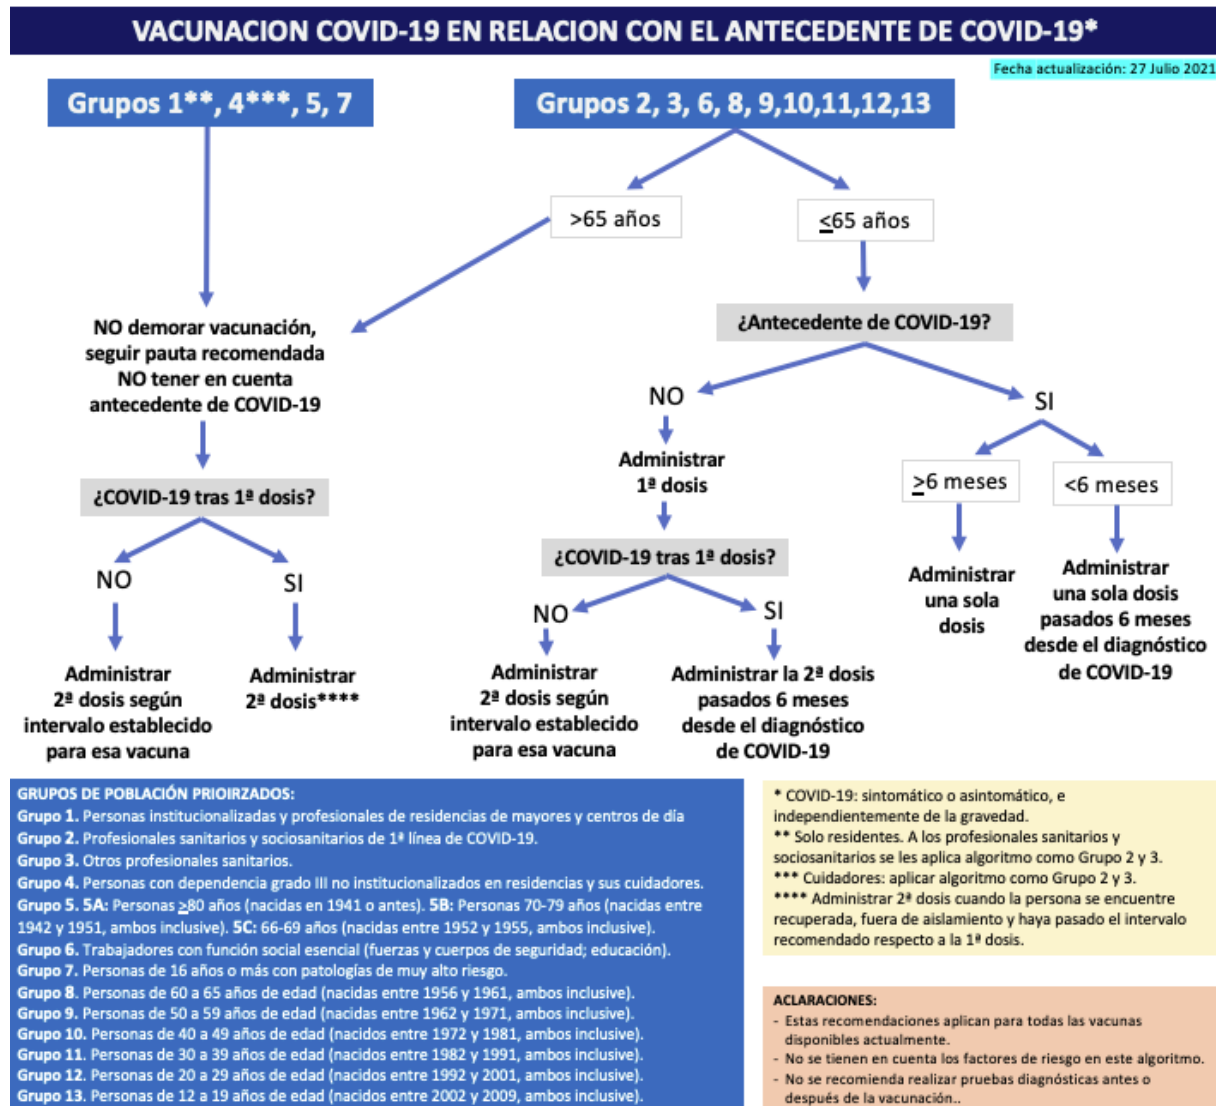 VACUNACION COVID-19 EN RELACION CON EL ANTECEDENTE DE COVID-19*
Fecha actualización: 27 Julio 2021
Grupos 1**, 4***, 5, 7
Grupos 2, 3, 6, 8, 9,10,11,12,13
>65 años
≤65 años
NO demorar vacunación,
seguir pauta recomendada
NO tener en cuenta
antecedente de COVID-19
¿COVID-19 tras 1ª dosis?
NO
SI
Administrar
2ª dosis según
intervalo establecido
para esa vacuna
Administrar
2ª dosis****
¿Antecedente de COVID-19?
NO
SI
Administrar
1ª dosis
¿COVID-19 tras 1ª dosis?
NO
SI
Administrar
2ª dosis según
intervalo establecido
para esa vacuna
Administrar la 2ª dosis
pasados 6 meses
desde el diagnóstico
de COVID-19
≥6 meses
<6 meses
Administrar
una sola
dosis
Administrar
una sola dosis
pasados 6 meses
desde el diagnóstico
de COVID-19
GRUPOS DE POBLACIÓN PRIOIRZADOS:
Grupo 1. Personas institucionalizadas y profesionales de residencias de mayores y centros de día
Grupo 2. Profesionales sanitarios y sociosanitarios de 1ª línea de COVID-19.
Grupo 3. Otros profesionales sanitarios.
Grupo 4. Personas con dependencia grado III no institucionalizados en residencias y sus cuidadores.
Grupo 5. 5A: Personas ≥80 años (nacidas en 1941 o antes). 5B: Personas 70-79 años (nacidas entre
1942 y 1951, ambos inclusive). 5C: 66-69 años (nacidas entre 1952 y 1955, ambos inclusive).
Grupo 6. Trabajadores con función social esencial (fuerzas y cuerpos de seguridad; educación).
Grupo 7. Personas de 16 años o más con patologías de muy alto riesgo.
Grupo 8. Personas de 60 a 65 años de edad (nacidas entre 1956 y 1961, ambos inclusive).
Grupo 9. Personas de 50 a 59 años de edad (nacidas entre 1962 y 1971, ambos inclusive).
Grupo 10. Personas de 40 a 49 años de edad (nacidos entre 1972 y 1981, ambos inclusive).
Grupo 11. Personas de 30 a 39 años de edad (nacidos entre 1982 y 1991, ambos inclusive).
Grupo 12. Personas de 20 a 29 años de edad (nacidos entre 1992 y 2001, ambos inclusive).
Grupo 13. Personas de 12 a 19 años de edad (nacidos entre 2002 y 2009, ambos inclusive).
* COVID-19: sintomático o asintomático, e
independientemente de la gravedad.
** Solo residentes. A los profesionales sanitarios y
sociosanitarios se les aplica algoritmo como Grupo 2 y 3.
*** Cuidadores: aplicar algoritmo como Grupo 2 y 3.
**** Administrar 2ª dosis cuando la persona se encuentre
recuperada, fuera de aislamiento y haya pasado el intervalo
recomendado respecto a la 1ª dosis.
ACLARACIONES:
- Estas recomendaciones aplican para todas las vacunas
disponibles actualmente.
- No se tienen en cuenta los factores de riesgo en este algoritmo.
- No se recomienda realizar pruebas diagnósticas antes o
después de la vacunación..